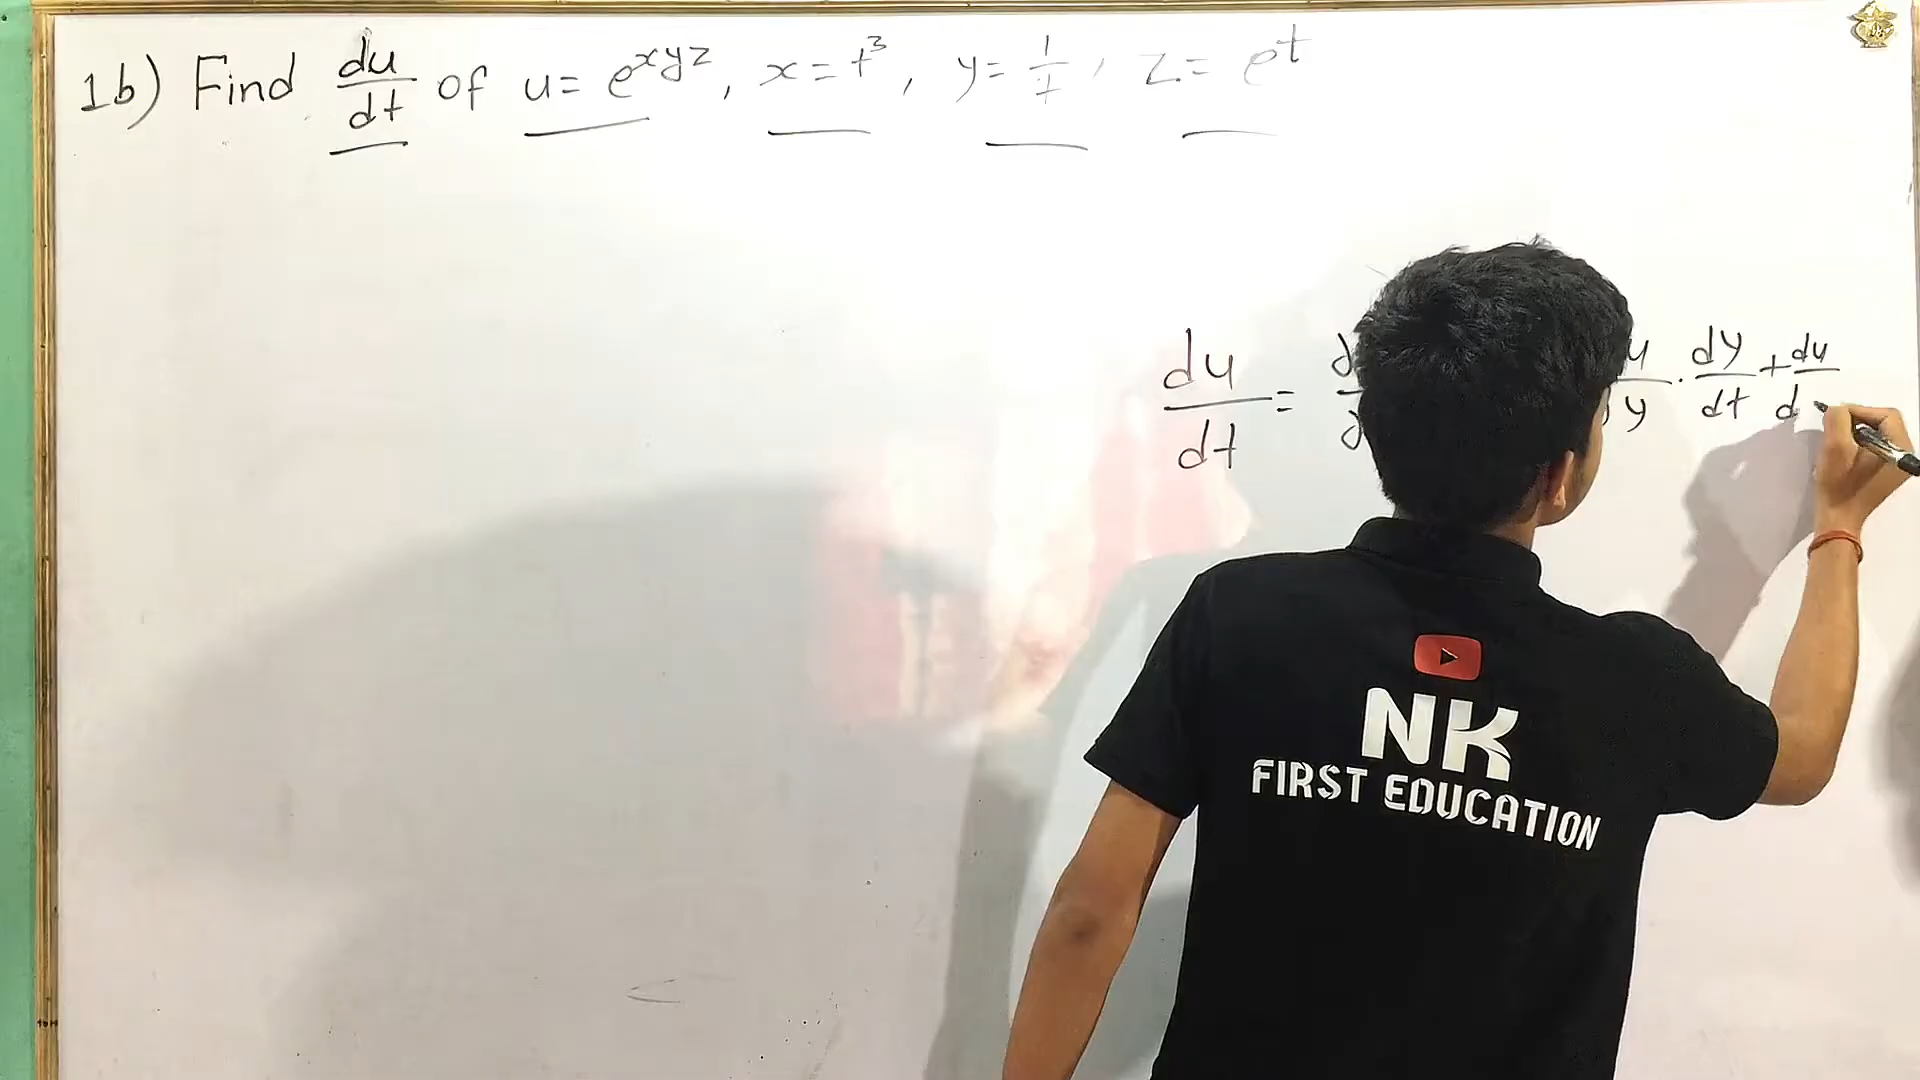 1b) Find du/dt of u = e^xyz, x = t^3, y = 1/t, z = e^t
du/dt = ∂ y · dy/dt + du/d
NK
FIRST EDUCATION